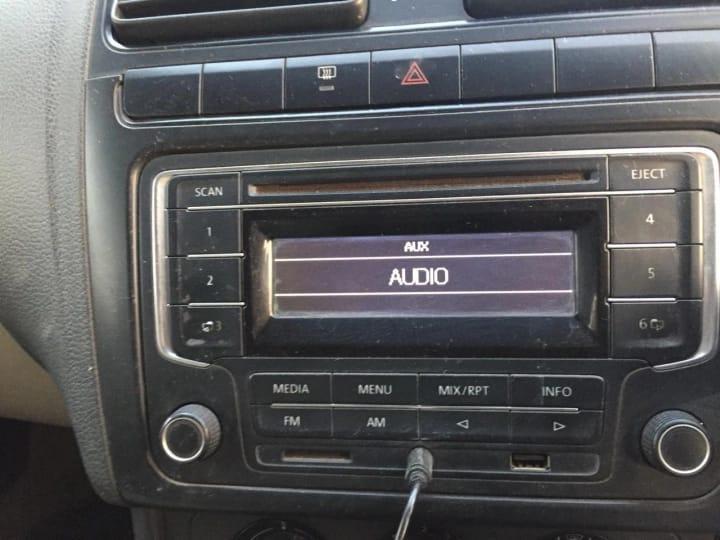 SCAN
EJECT
1
4
AUX
AUDIO
2
5
3
6
MEDIA
MENU
MIX/RPT
INFO
FM
AM